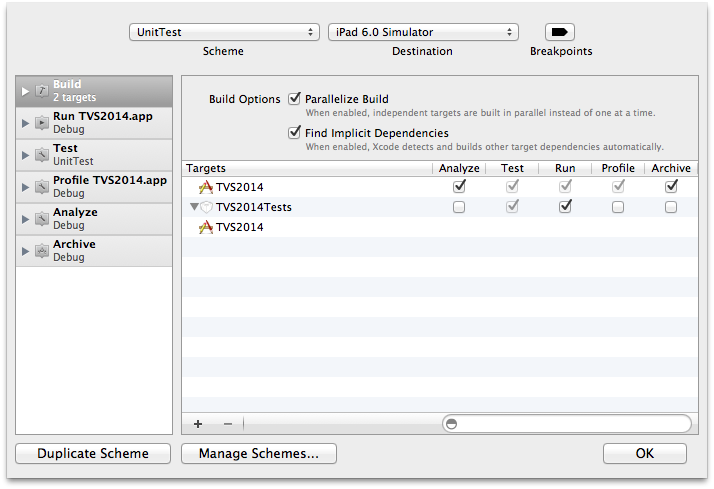 UnitTest
iPad 6.0 Simulator
Scheme
Destination
Breakpoints
Build
2 targets
Run TVS2014.app
Debug
Test
UnitTest
Profile TVS2014.app
Debug
Analyze
Debug
Archive
Debug
Build Options
Parallelize Build
When enabled, independent targets are built in parallel instead of one at a time.
Find Implicit Dependencies
When enabled, Xcode detects and builds other target dependencies automatically.
Targets Analyze Test Run Profile Archive
TVS2014
TVS2014Tests
TVS2014
Duplicate Scheme
Manage Schemes...
OK